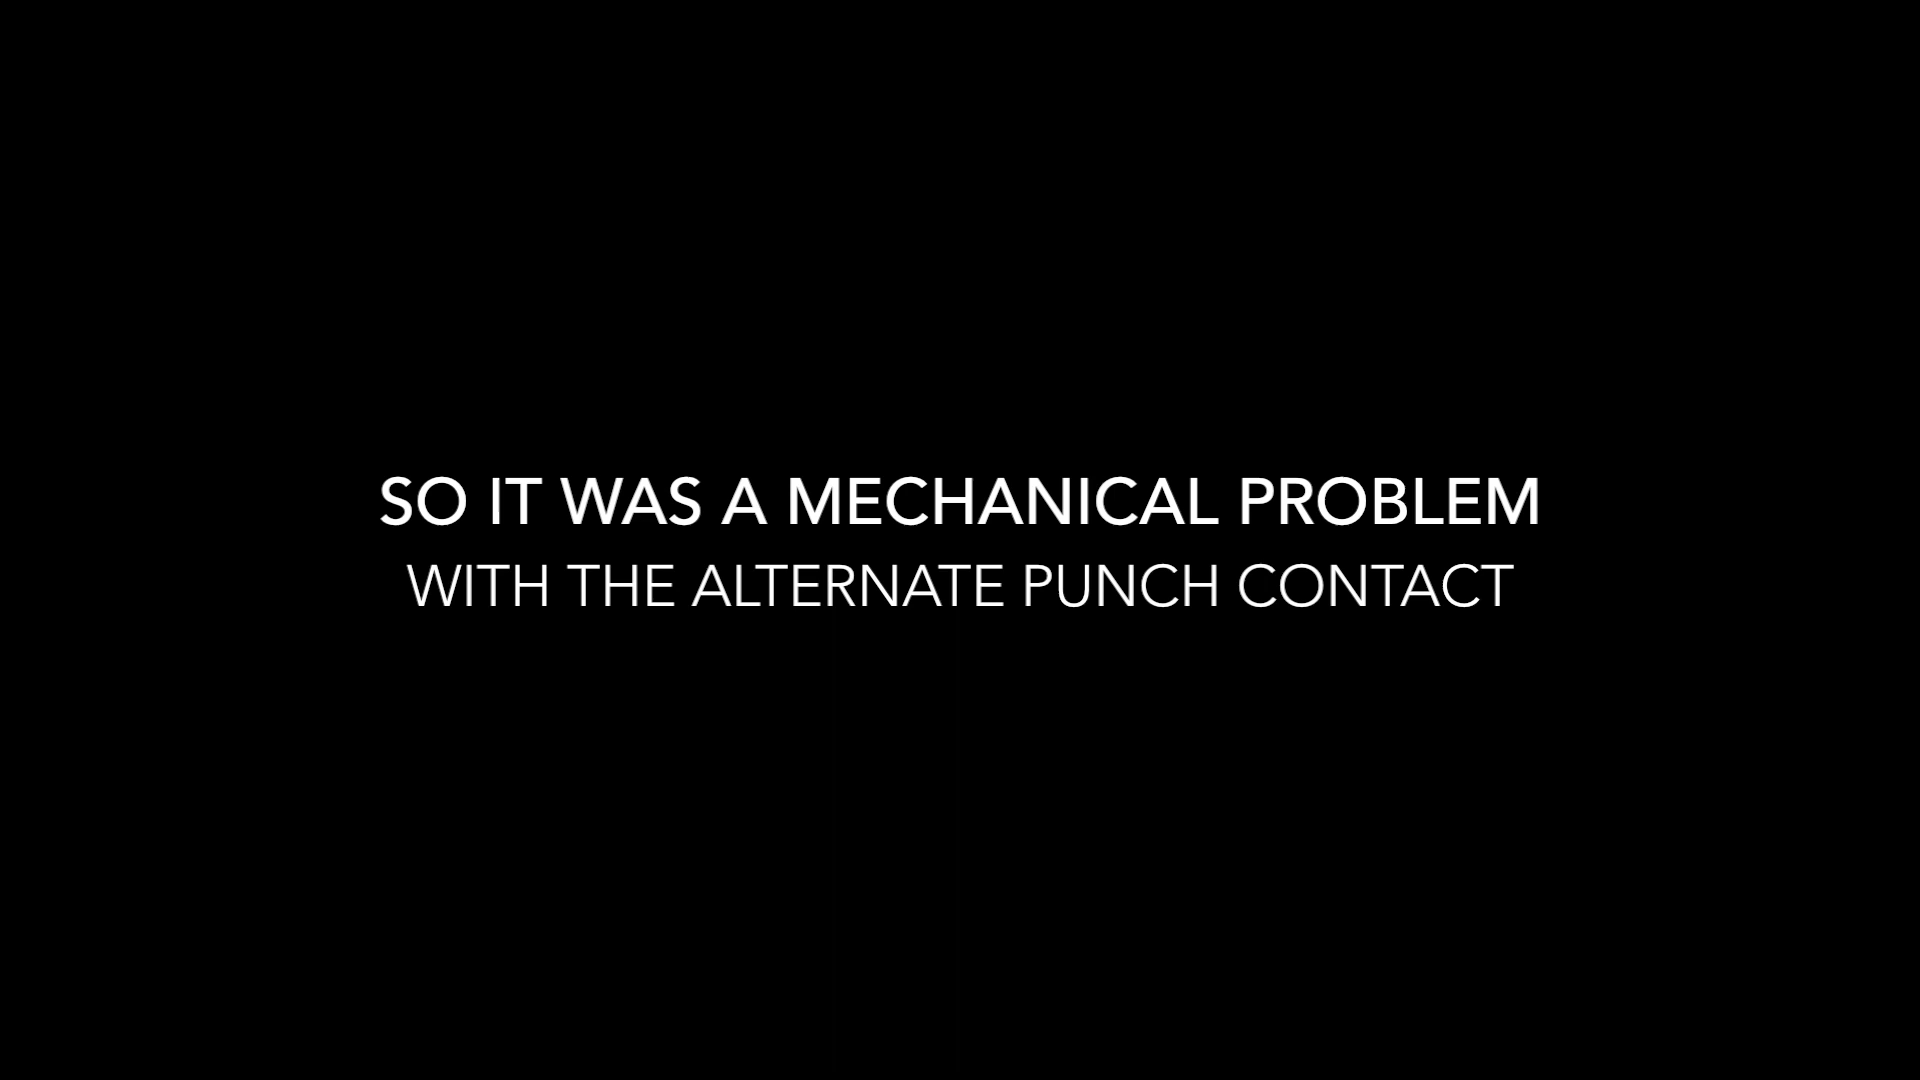 SO IT WAS A MECHANICAL PROBLEM
WITH THE ALTERNATE PUNCH CONTACT